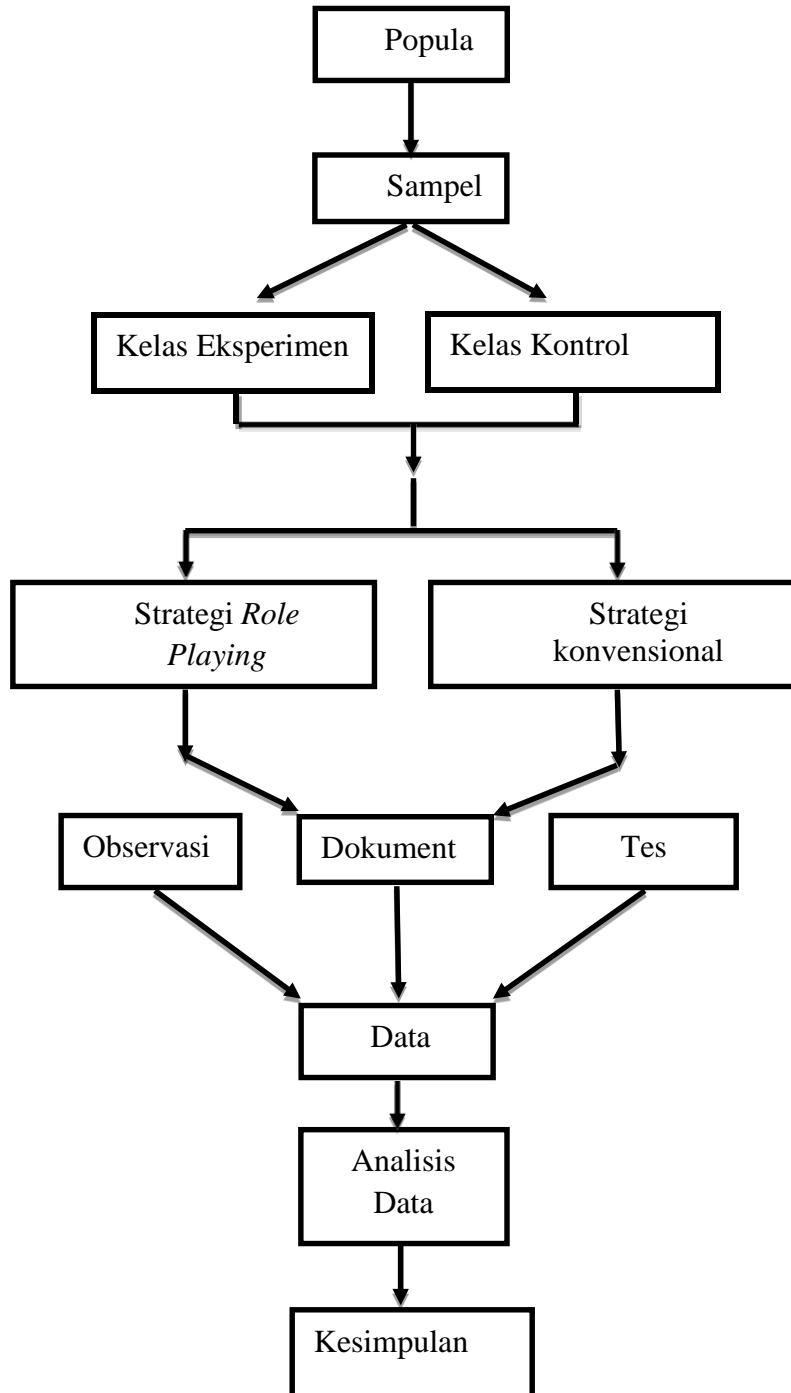 Popula
Sampel
Kelas Eksperimen
Kelas Kontrol
Strategi Role
Playing
Strategi
konvensional
Observasi
Dokument
Tes
Data
Analisis
Data
Kesimpulan